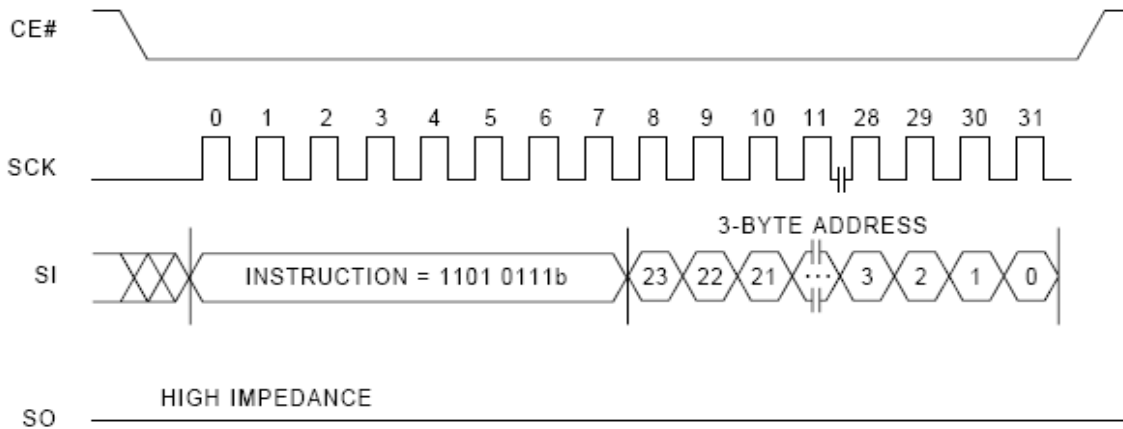 CE#
0 1 2 3 4 5 6 7 8 9 10 11 28 29 30 31
SCK
3-BYTE ADDRESS
SI INSTRUCTION = 1101 0111b 23 22 21 ... 3 2 1 0
HIGH IMPEDANCE
SO